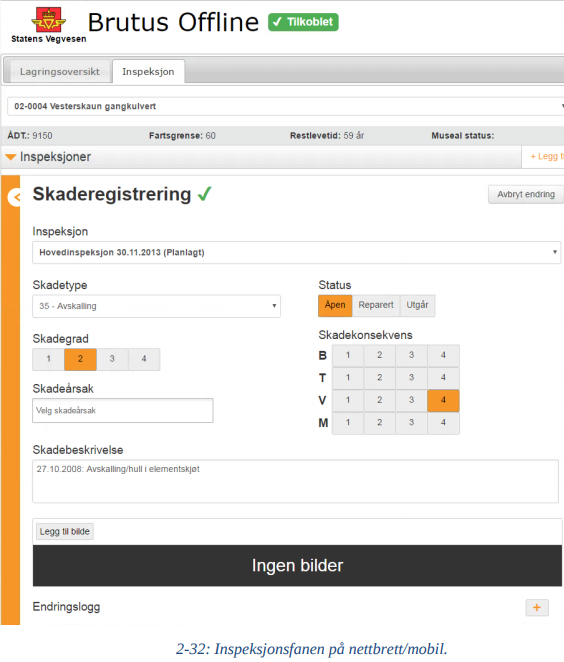 Statens Vegvesen
Brutus Offline ✓ Tilkoblet
Lagringsoversikt Inspeksjon
02-0004 Vesterskaun gangkulvert
ÅDT.: 9150 Fartsgrense: 60 Restlevetid: 59 år Museal status:
Inspeksjoner + Legg ti
Skaderegistrering ✓ Avbryt endring
Inspeksjon
Hovedinspeksjon 30.11.2013 (Planlagt)
Skadetype Status
35 - Avskalling Åpen Reparert Utgår
Skadegrad Skadekonsekvens
1 2 3 4 B 1 2 3 4
T 1 2 3 4
Skadeårsak V 1 2 3 4
Velg skadeårsak M 1 2 3 4
Skadebeskrivelse
27.10.2008: Avskalling/hull i elementskjøt
Legg til bilde
Ingen bilder
Endringslogg +
2-32: Inspeksjonsfanen på nettbrett/mobil.